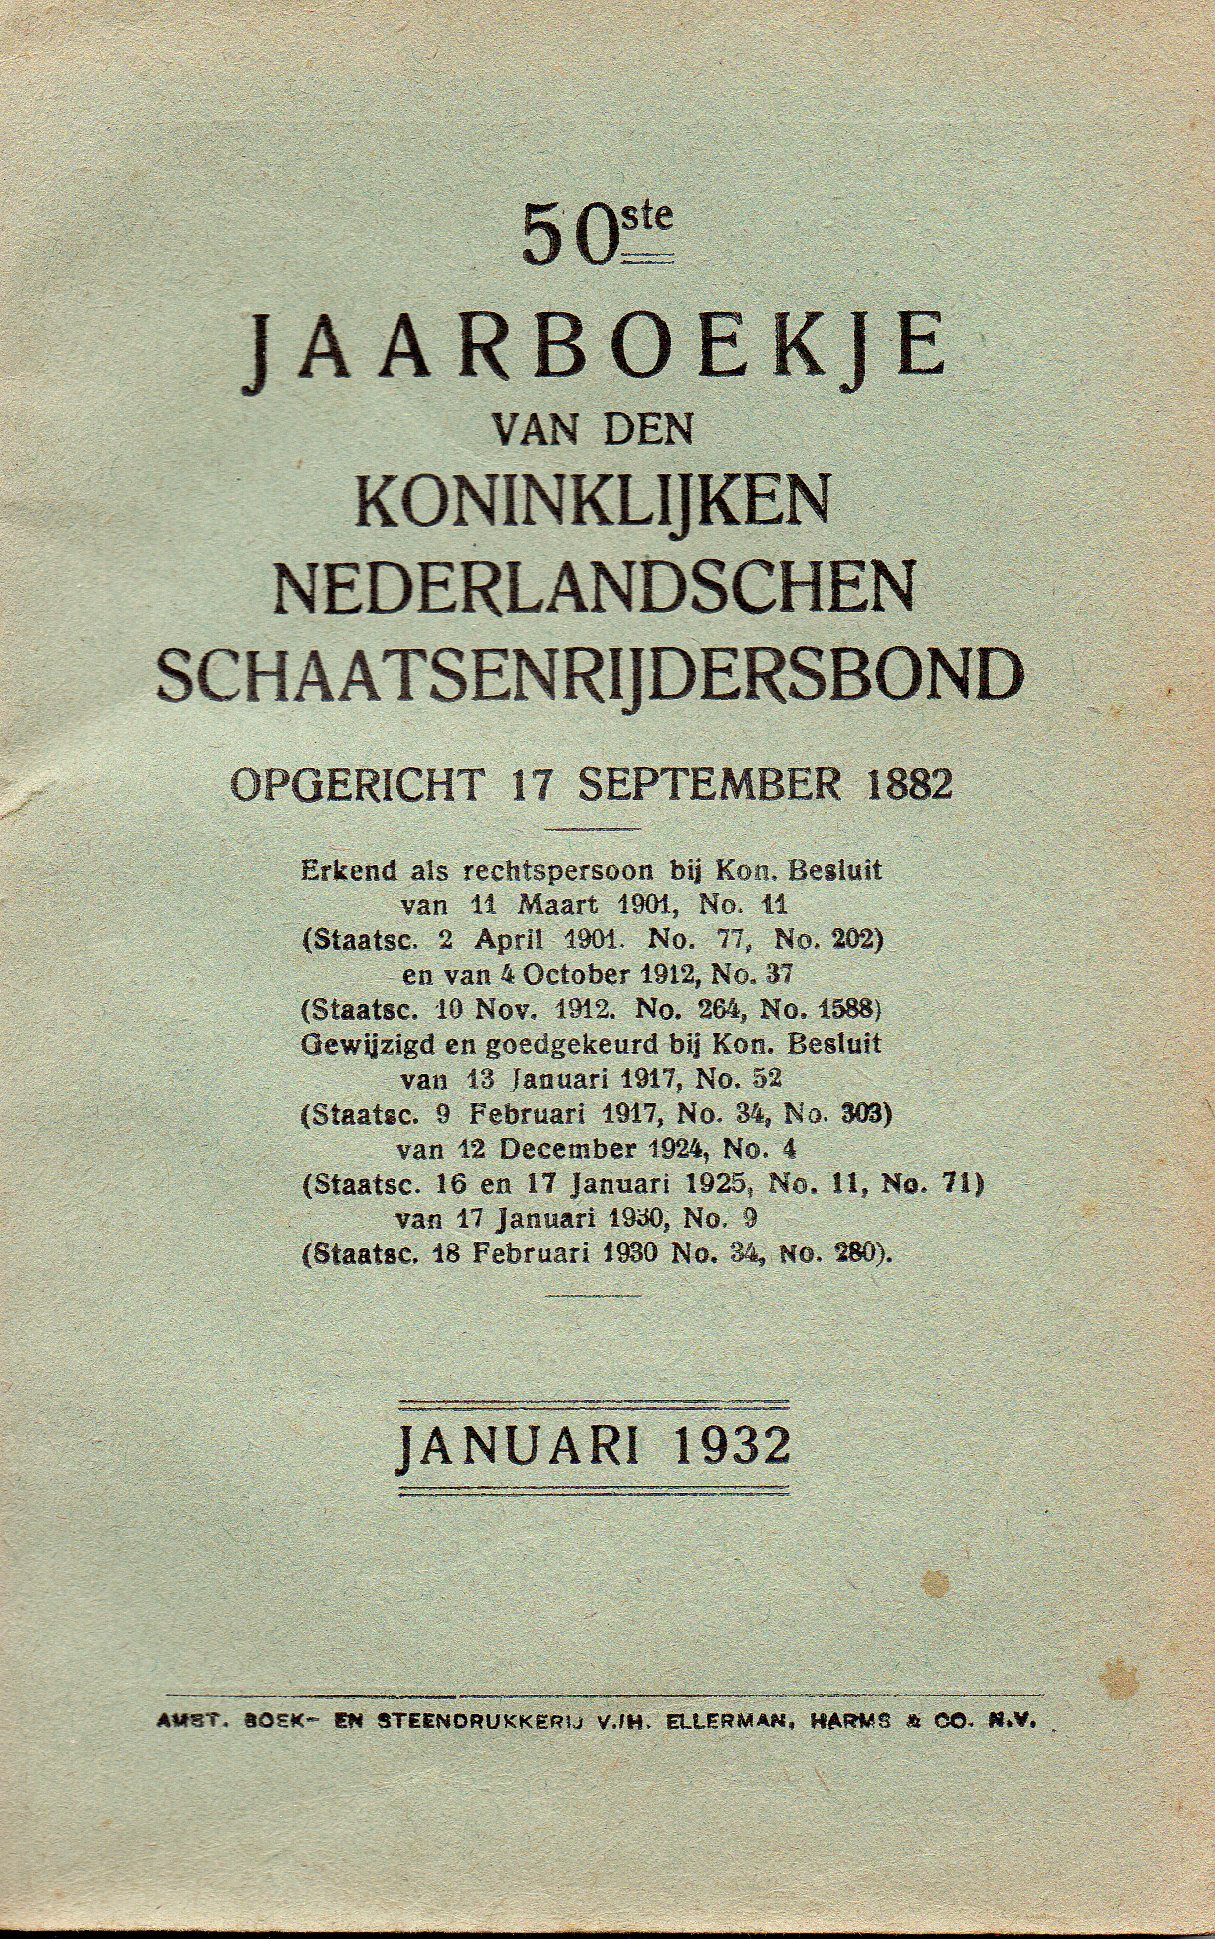 50ste
JAARBOEKJE
VAN DEN
KONINKLIJKEN
NEDERLANDSCHEN
SCHAATSENRIJDERSBOND
OPGERICHT 17 SEPTEMBER 1882
Erkend als rechtspersoon bij Kon. Besluit
van 11 Maart 1901, No. 11
(Staatsc. 2 April 1901. No. 77, No. 202)
en van 4 October 1912, No. 37
(Staatsc. 10 Nov. 1912. No. 264, No. 1588)
Gewijzigd en goedgekeurd bij Kon. Besluit
van 13 Januari 1917, No. 52
(Staatsc. 9 Februari 1917, No. 34, No. 303)
van 12 December 1924, No. 4
(Staatsc. 16 en 17 Januari 1925, No. 11, No. 71)
van 17 Januari 1930, No. 9
(Staatsc. 18 Februari 1930 No. 34, No. 280).
JANUARI 1932
AMST. BOEK- EN STEENDRUKKERIJ V./H. ELLERMAN, HARMS & CO. N.V.